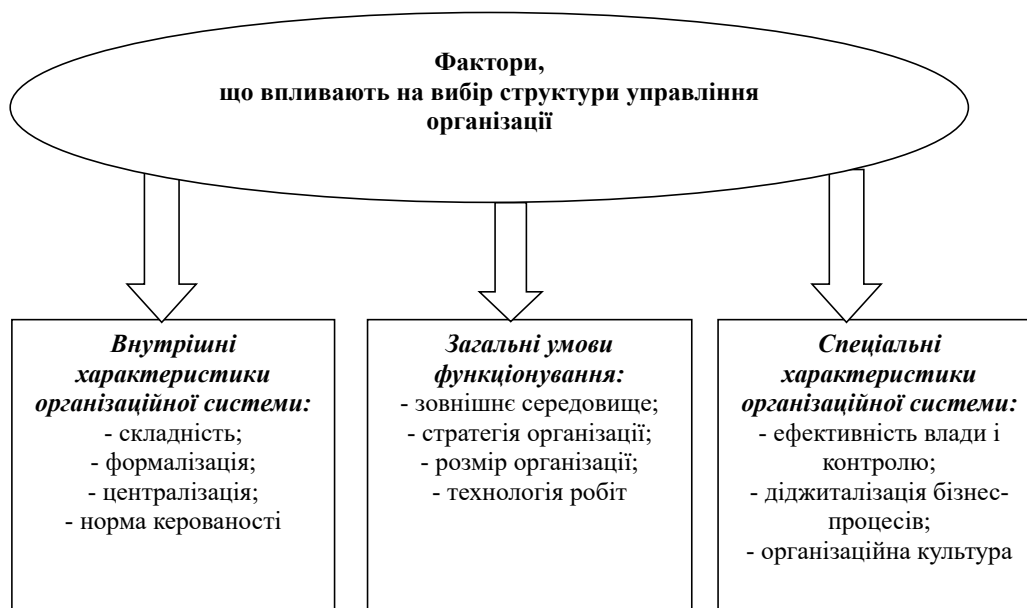 Фактори,
що впливають на вибір структури управління
організації
Внутрішні
характеристики
організаційної системи:
- складність;
- формалізація;
- централізація;
- норма керованості
Загальні умови
функціонування:
- зовнішнє середовище;
- стратегія організації;
- розмір організації;
- технологія робіт
Спеціальні
характеристики
організаційної системи:
- ефективність влади і
контролю;
- діджиталізація бізнес-
процесів;
- організаційна культура